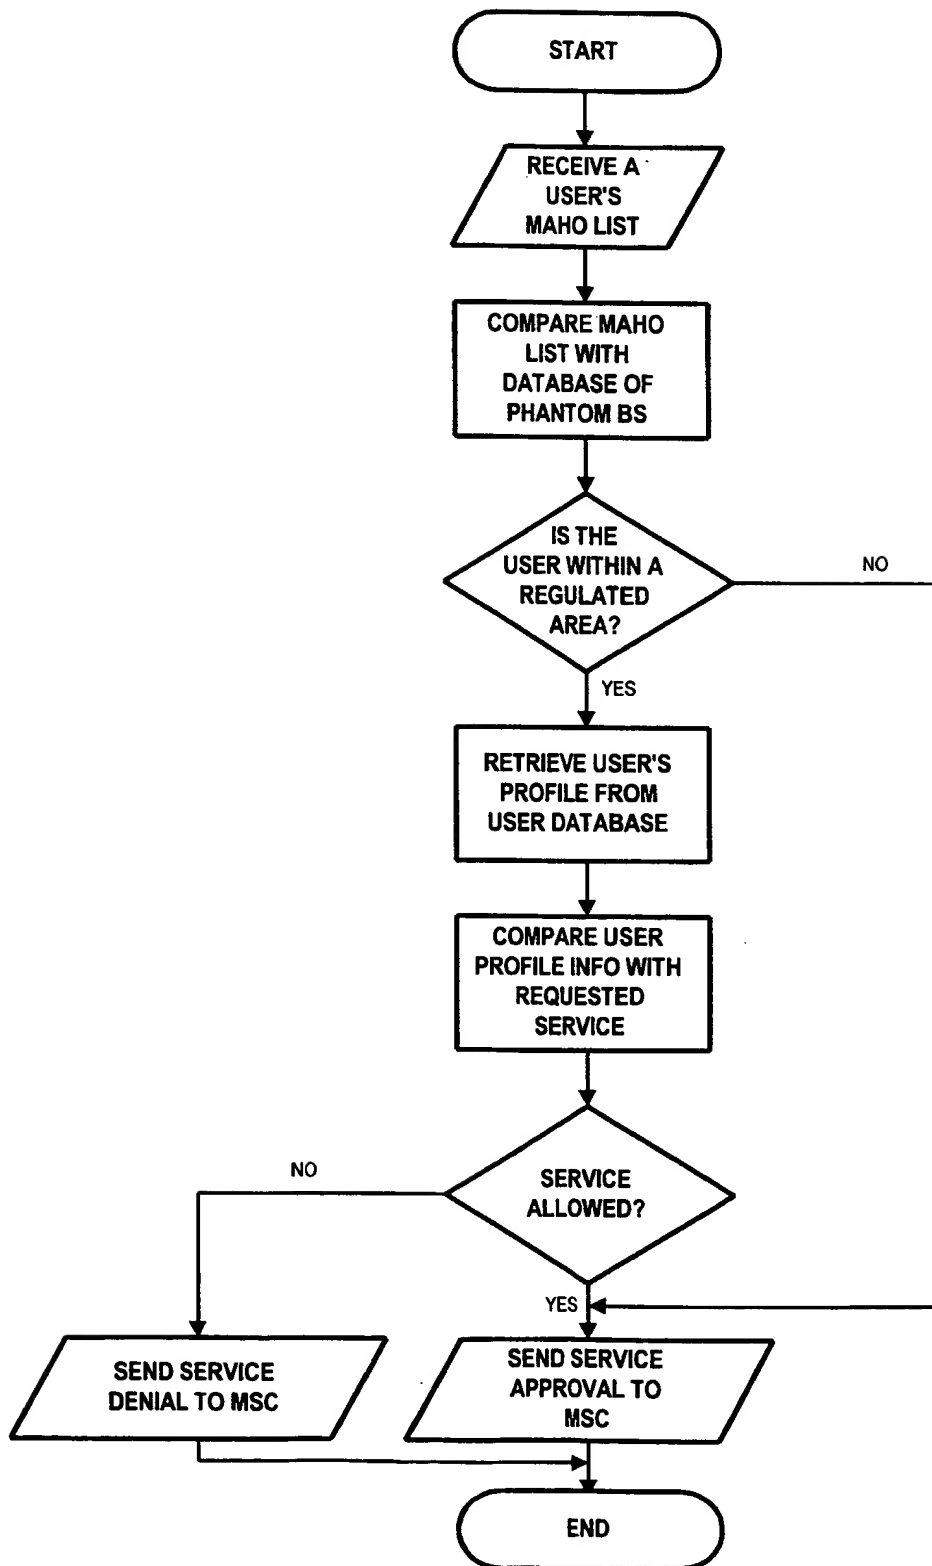 START
RECEIVE A
USER'S
MAHO LIST
COMPARE MAHO
LIST WITH
DATABASE OF
PHANTOM BS
IS THE
USER WITHIN A
REGULATED
AREA?
NO
YES
RETRIEVE USER'S
PROFILE FROM
USER DATABASE
COMPARE USER
PROFILE INFO WITH
REQUESTED
SERVICE
SERVICE
ALLOWED?
NO
YES
SEND SERVICE
DENIAL TO MSC
SEND SERVICE
APPROVAL TO
MSC
END